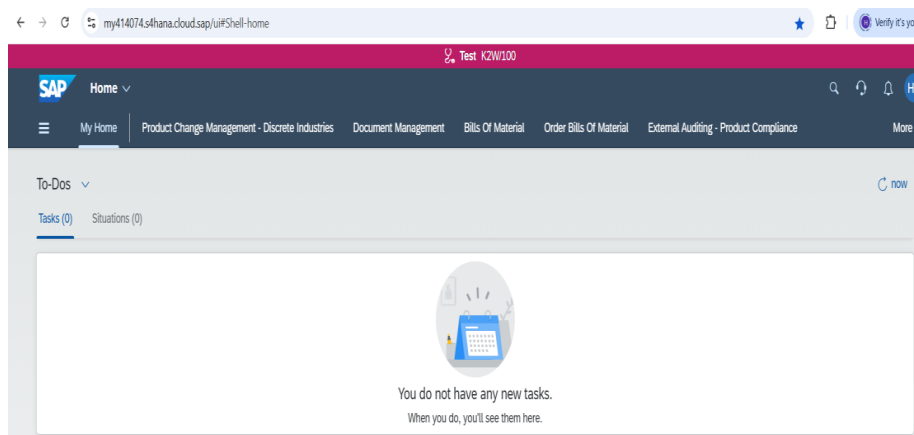 my414074.s4hana.cloud.sap/ui#Shell-home
Verify it's yo
Test K2W/100
SAP Home
H
My Home Product Change Management - Discrete Industries Document Management Bills Of Material Order Bills Of Material External Auditing - Product Compliance More
To-Dos
now
Tasks (0) Situations (0)
You do not have any new tasks.
When you do, you'll see them here.